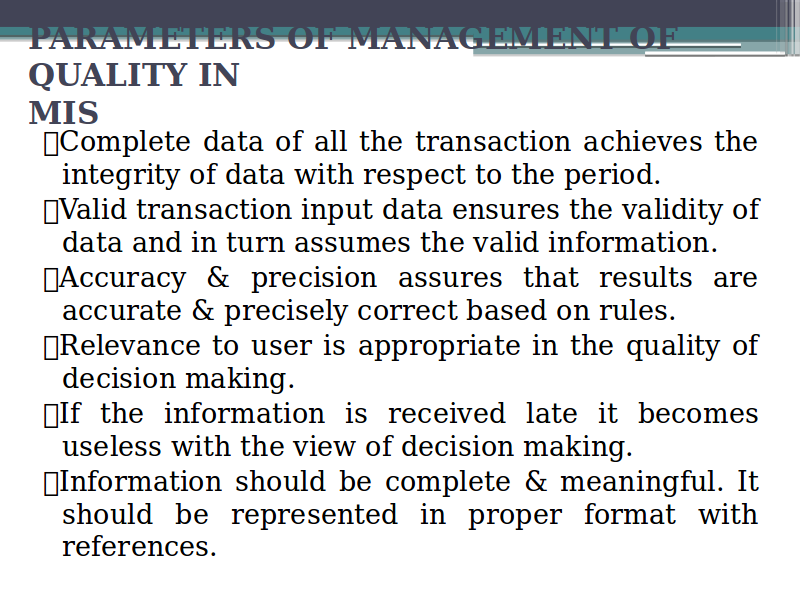 PARAMETERS OF MANAGEMENT OF
QUALITY IN
MIS
Complete data of all the transaction achieves the
integrity of data with respect to the period.
Valid transaction input data ensures the validity of
data and in turn assumes the valid information.
Accuracy & precision assures that results are
accurate & precisely correct based on rules.
Relevance to user is appropriate in the quality of
decision making.
If the information is received late it becomes
useless with the view of decision making.
Information should be complete & meaningful. It
should be represented in proper format with
references.